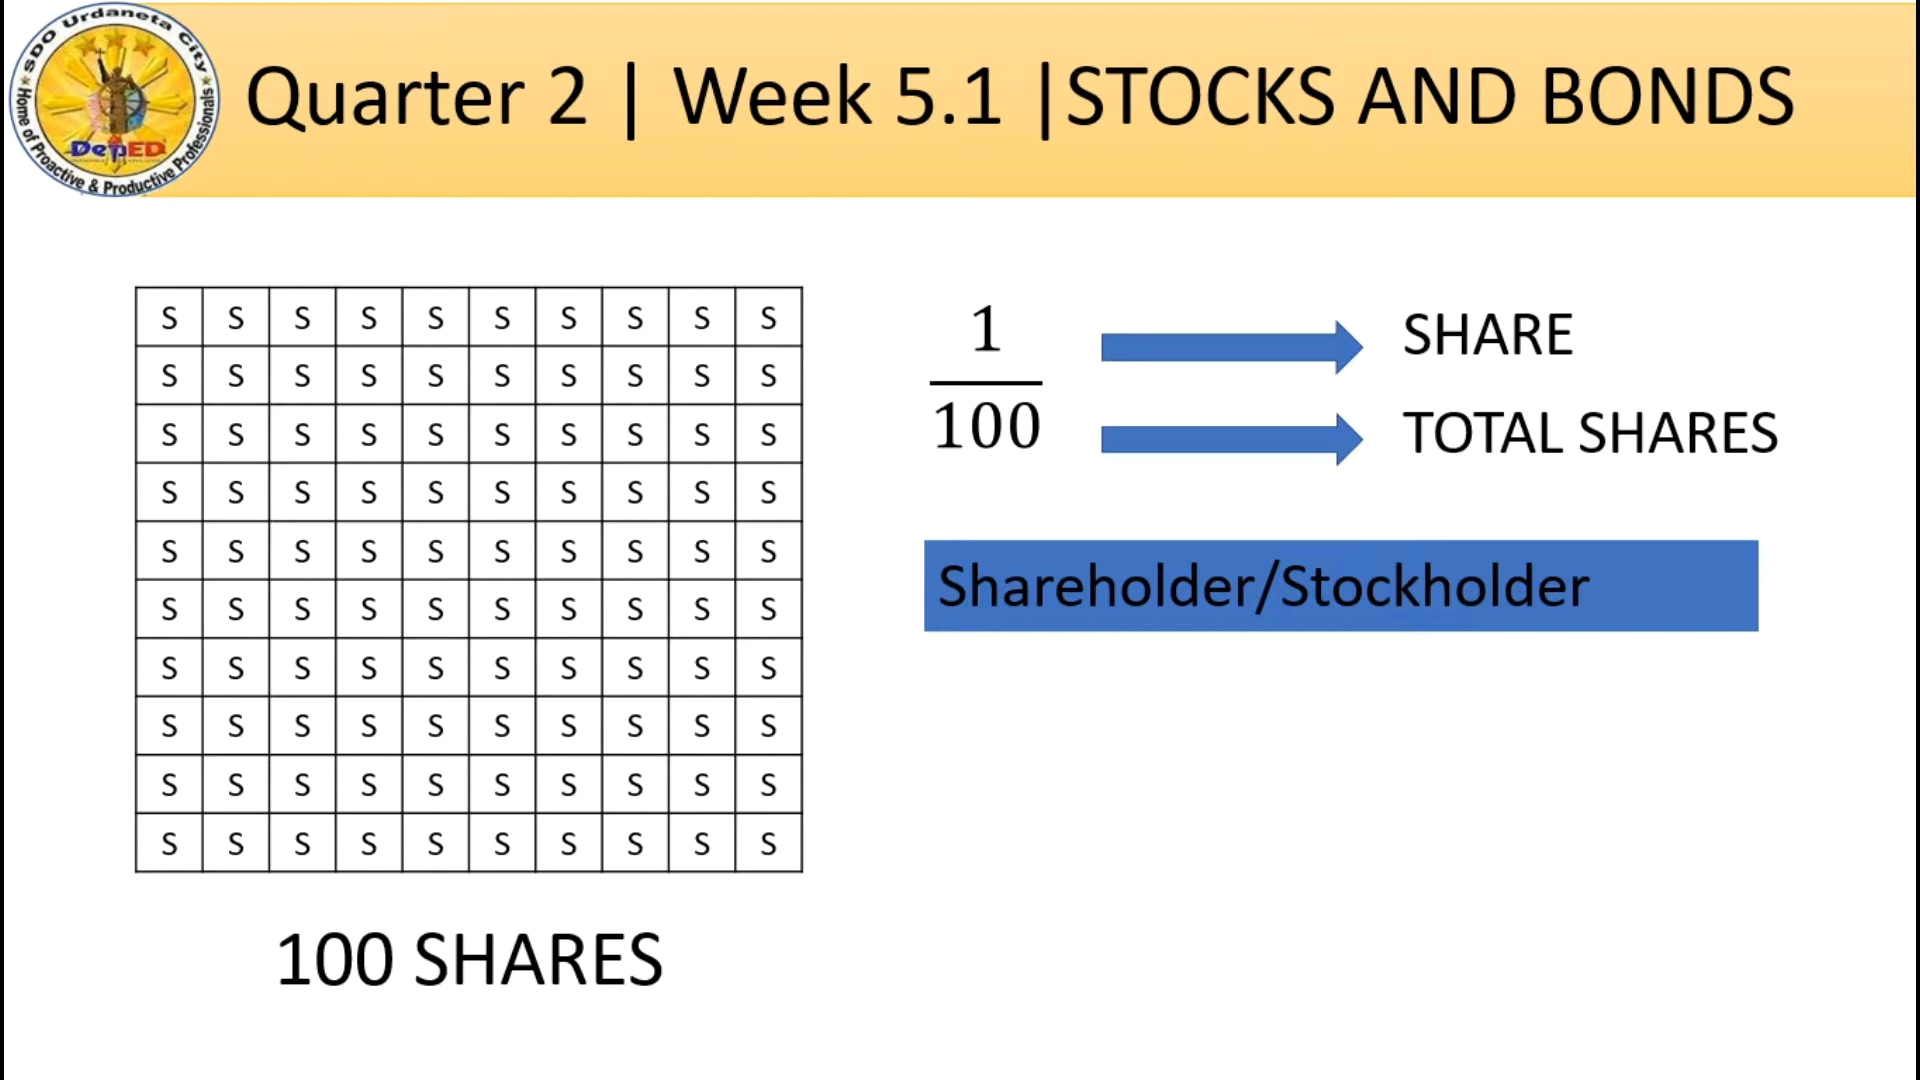 SDO Urdaneta City
Home of Proactive & Productive Professionals
DepED
Quarter 2 | Week 5.1 |STOCKS AND BONDS
S S S S S S S S S S
S S S S S S S S S S
S S S S S S S S S S
S S S S S S S S S S
S S S S S S S S S S
S S S S S S S S S S
S S S S S S S S S S
S S S S S S S S S S
S S S S S S S S S S
S S S S S S S S S S
100 SHARES
1
SHARE
100
TOTAL SHARES
Shareholder/Stockholder